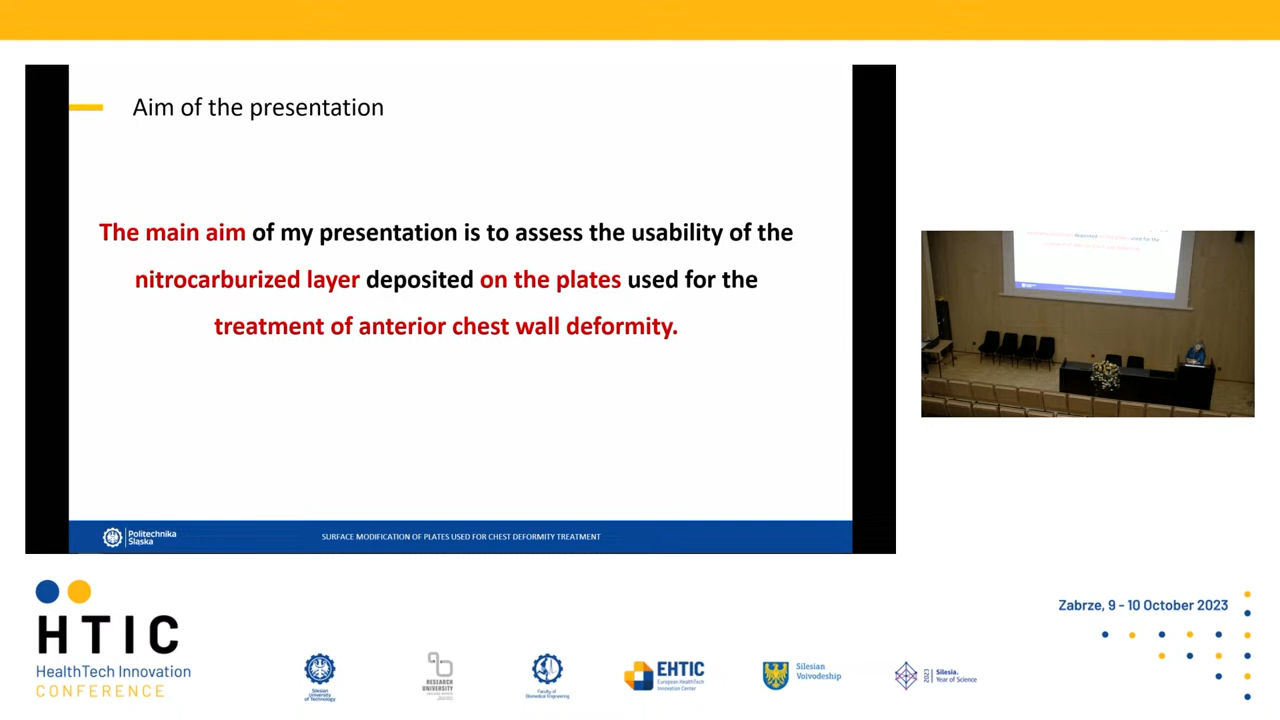 Aim of the presentation
The main aim of my presentation is to assess the usability of the
nitrocarburized layer deposited on the plates used for the
treatment of anterior chest wall deformity.
Politechnika
Śląska
SURFACE MODIFICATION OF PLATES USED FOR CHEST DEFORMITY TREATMENT
HTIC
HealthTech Innovation
CONFERENCE
Zabrze, 9 - 10 October 2023
Silesian
University
of Technology
RESEARCH
UNIVERSITY
Faculty of
Biomedical Engineering
EHTIC
European HealthTech
Innovation Center
Silesian
Voivodeship
2023
Silesia.
Year of Science